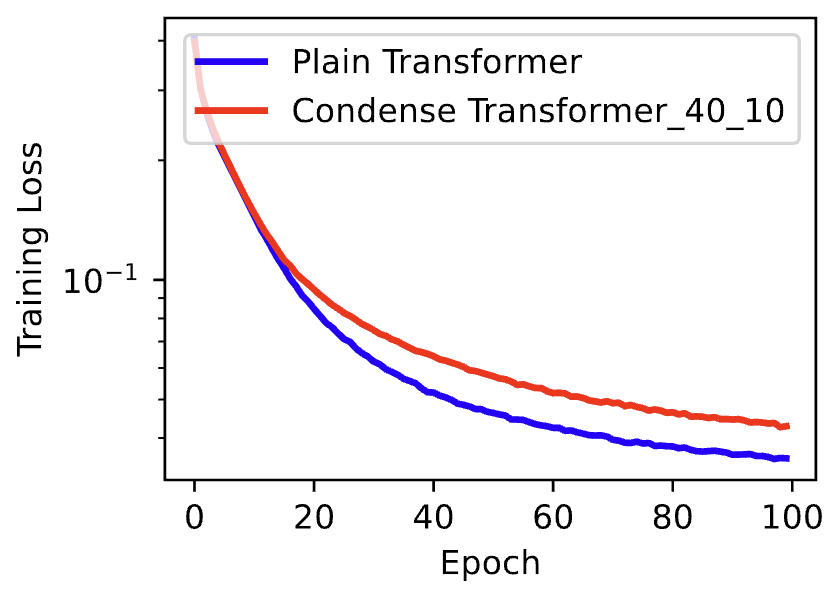 Plain Transformer
Condense Transformer_40_10
Training Loss
10⁻¹
0 20 40 60 80 100
Epoch